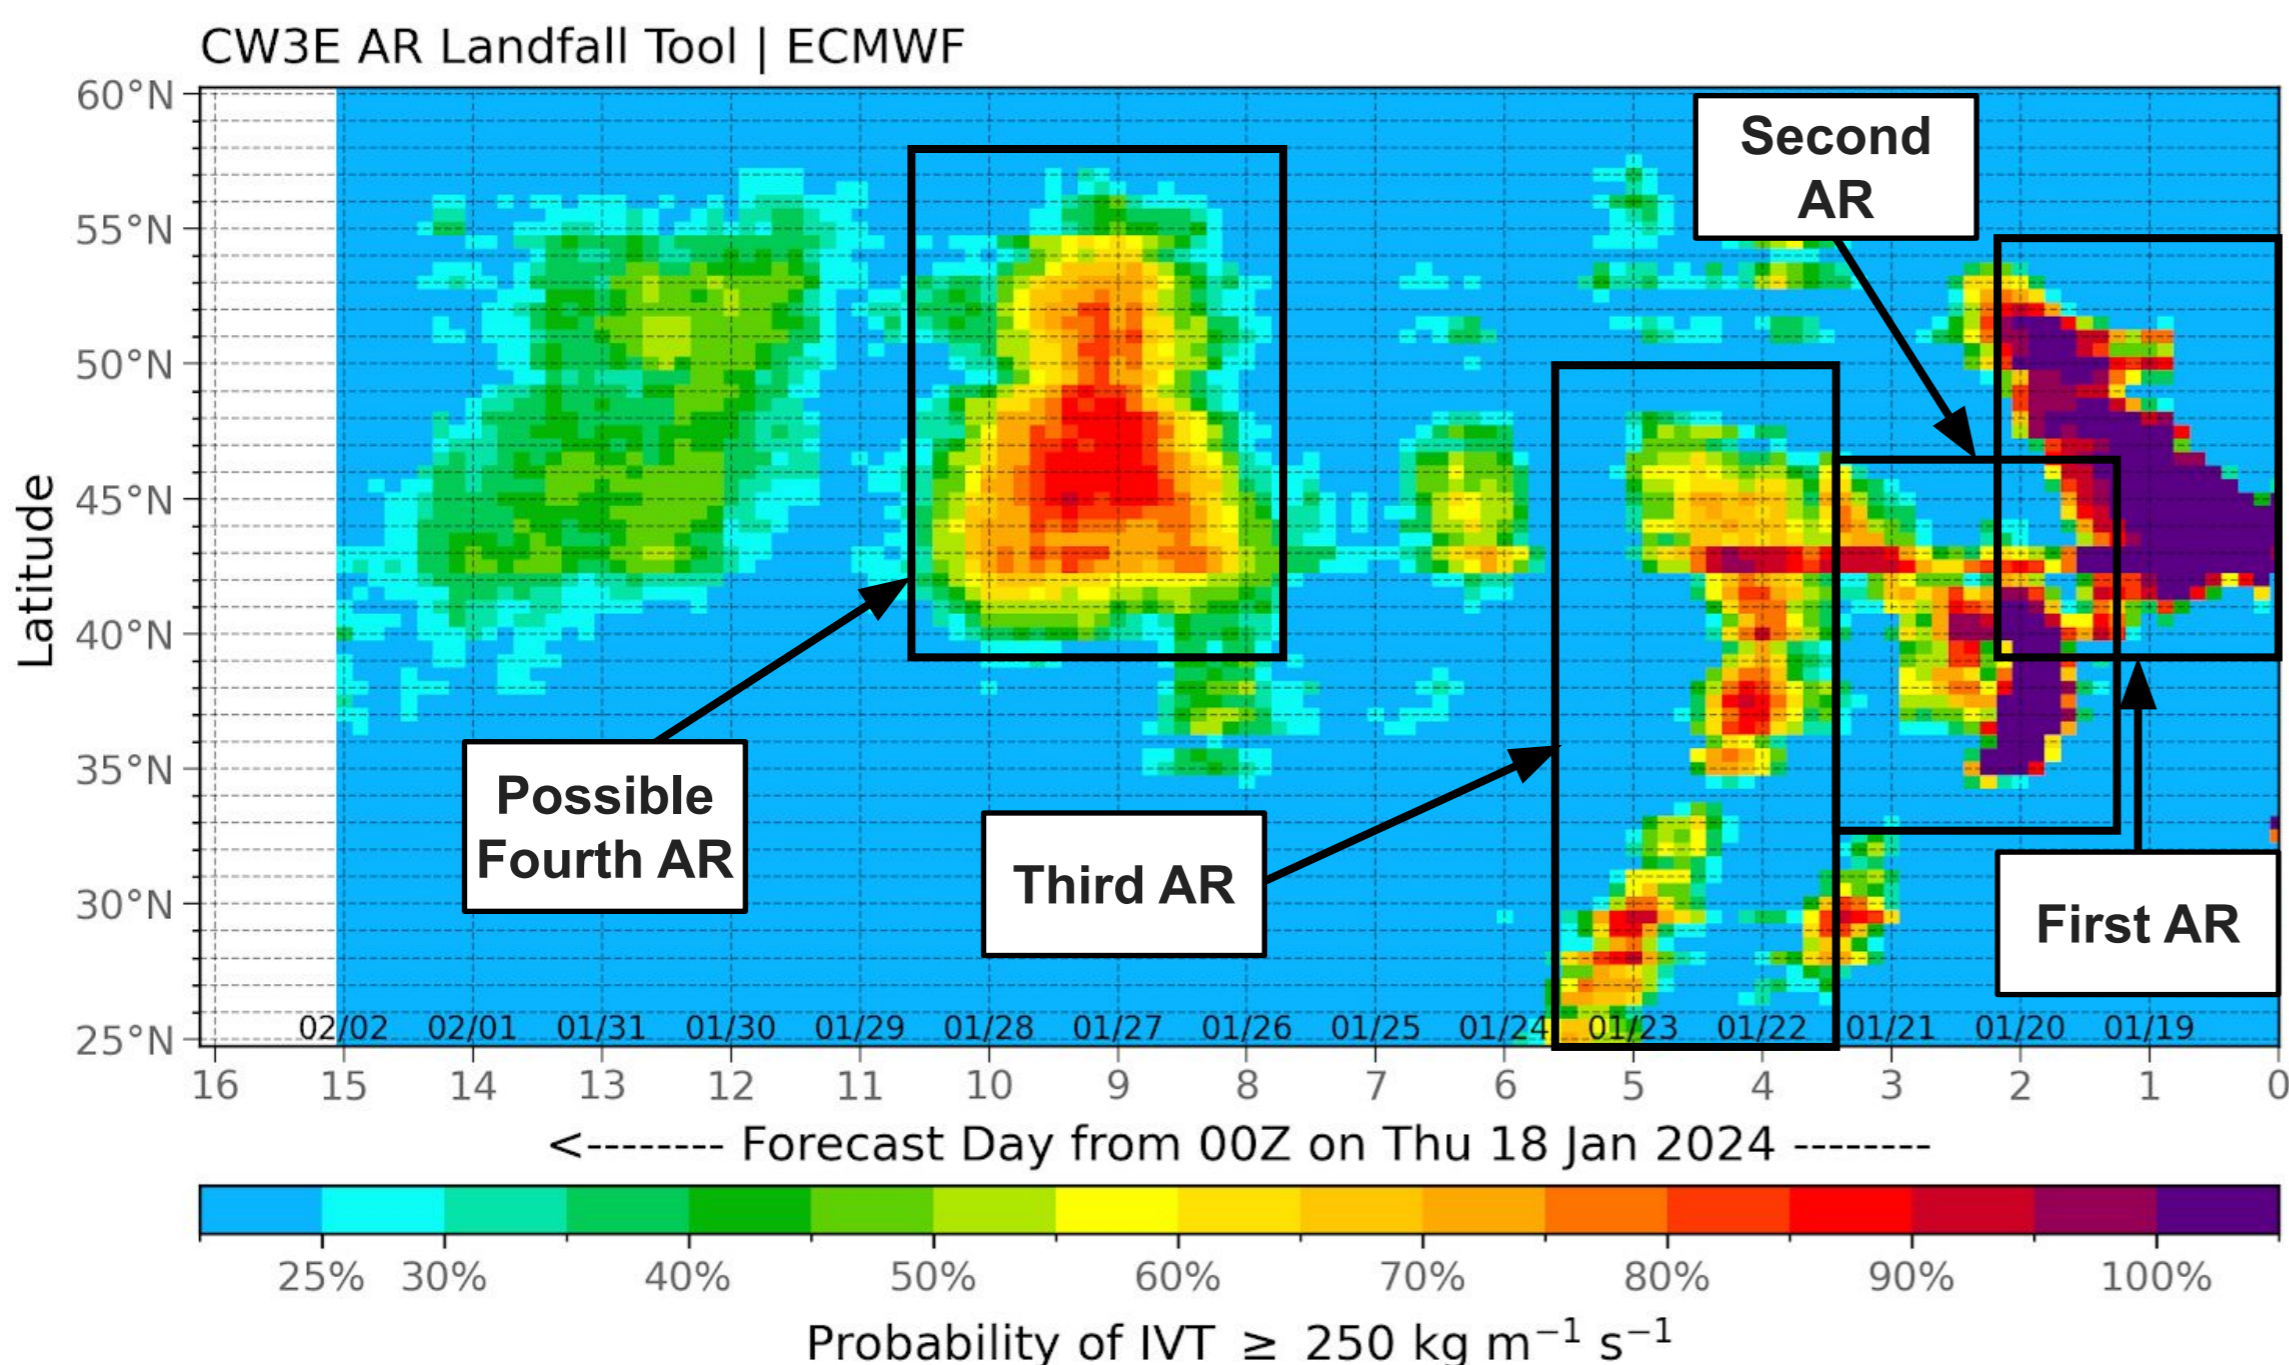 CW3E AR Landfall Tool | ECMWF
60°N
55°N
50°N
45°N
40°N
35°N
30°N
25°N
Latitude
Second
AR
Possible
Fourth AR
Third AR
First AR
02/02 02/01 01/31 01/30 01/29 01/28 01/27 01/26 01/25 01/24 01/23 01/22 01/21 01/20 01/19
16 15 14 13 12 11 10 9 8 7 6 5 4 3 2 1 0
<-------- Forecast Day from 00Z on Thu 18 Jan 2024 --------
25% 30% 40% 50% 60% 70% 80% 90% 100%
Probability of IVT ≥ 250 kg m⁻¹ s⁻¹